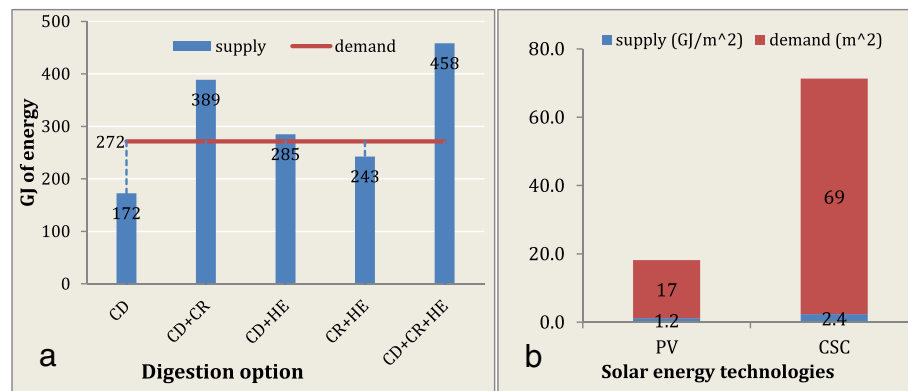 500
supply
demand
458
400
389
300
272
285
243
200
172
100
0
GJ of energy
CD
CD+CR
CD+HE
CR+HE
CD+CR+HE
a
Digestion option
supply (GJ/m^2)
demand (m^2)
80.0
60.0
40.0
20.0
0.0
69
17
1.2
2.4
PV
CSC
b
Solar energy technologies